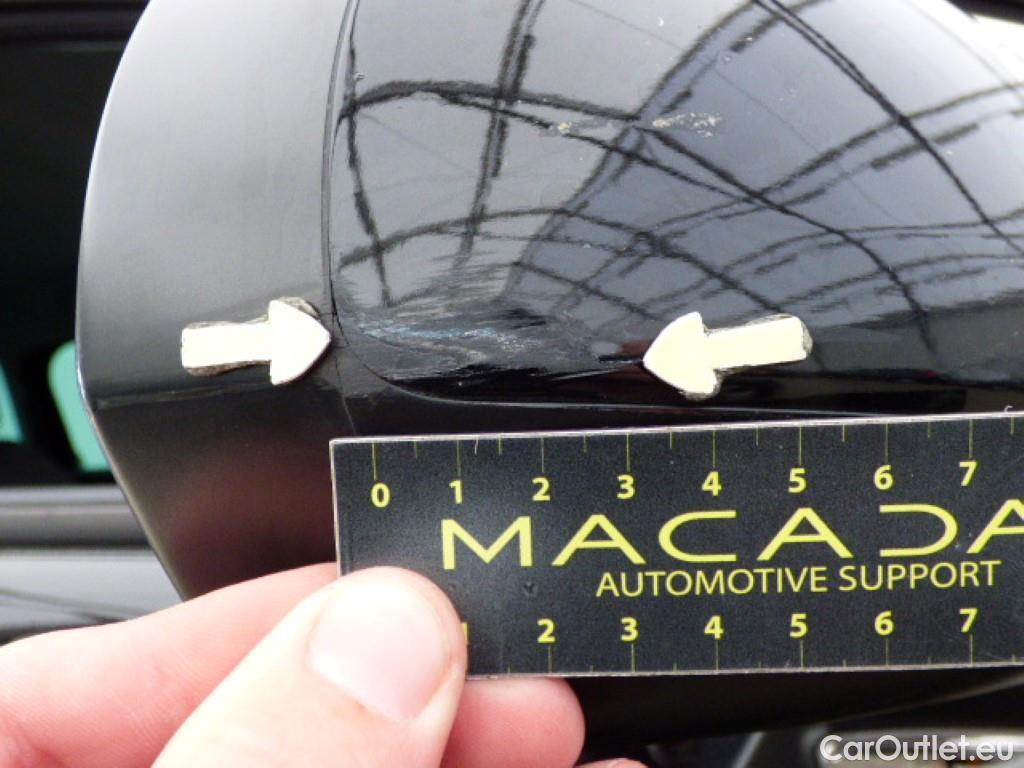 0 1 2 3 4 5 6 7
MACADA
AUTOMOTIVE SUPPORT
1 2 3 4 5 6 7
CarOutlet.eu